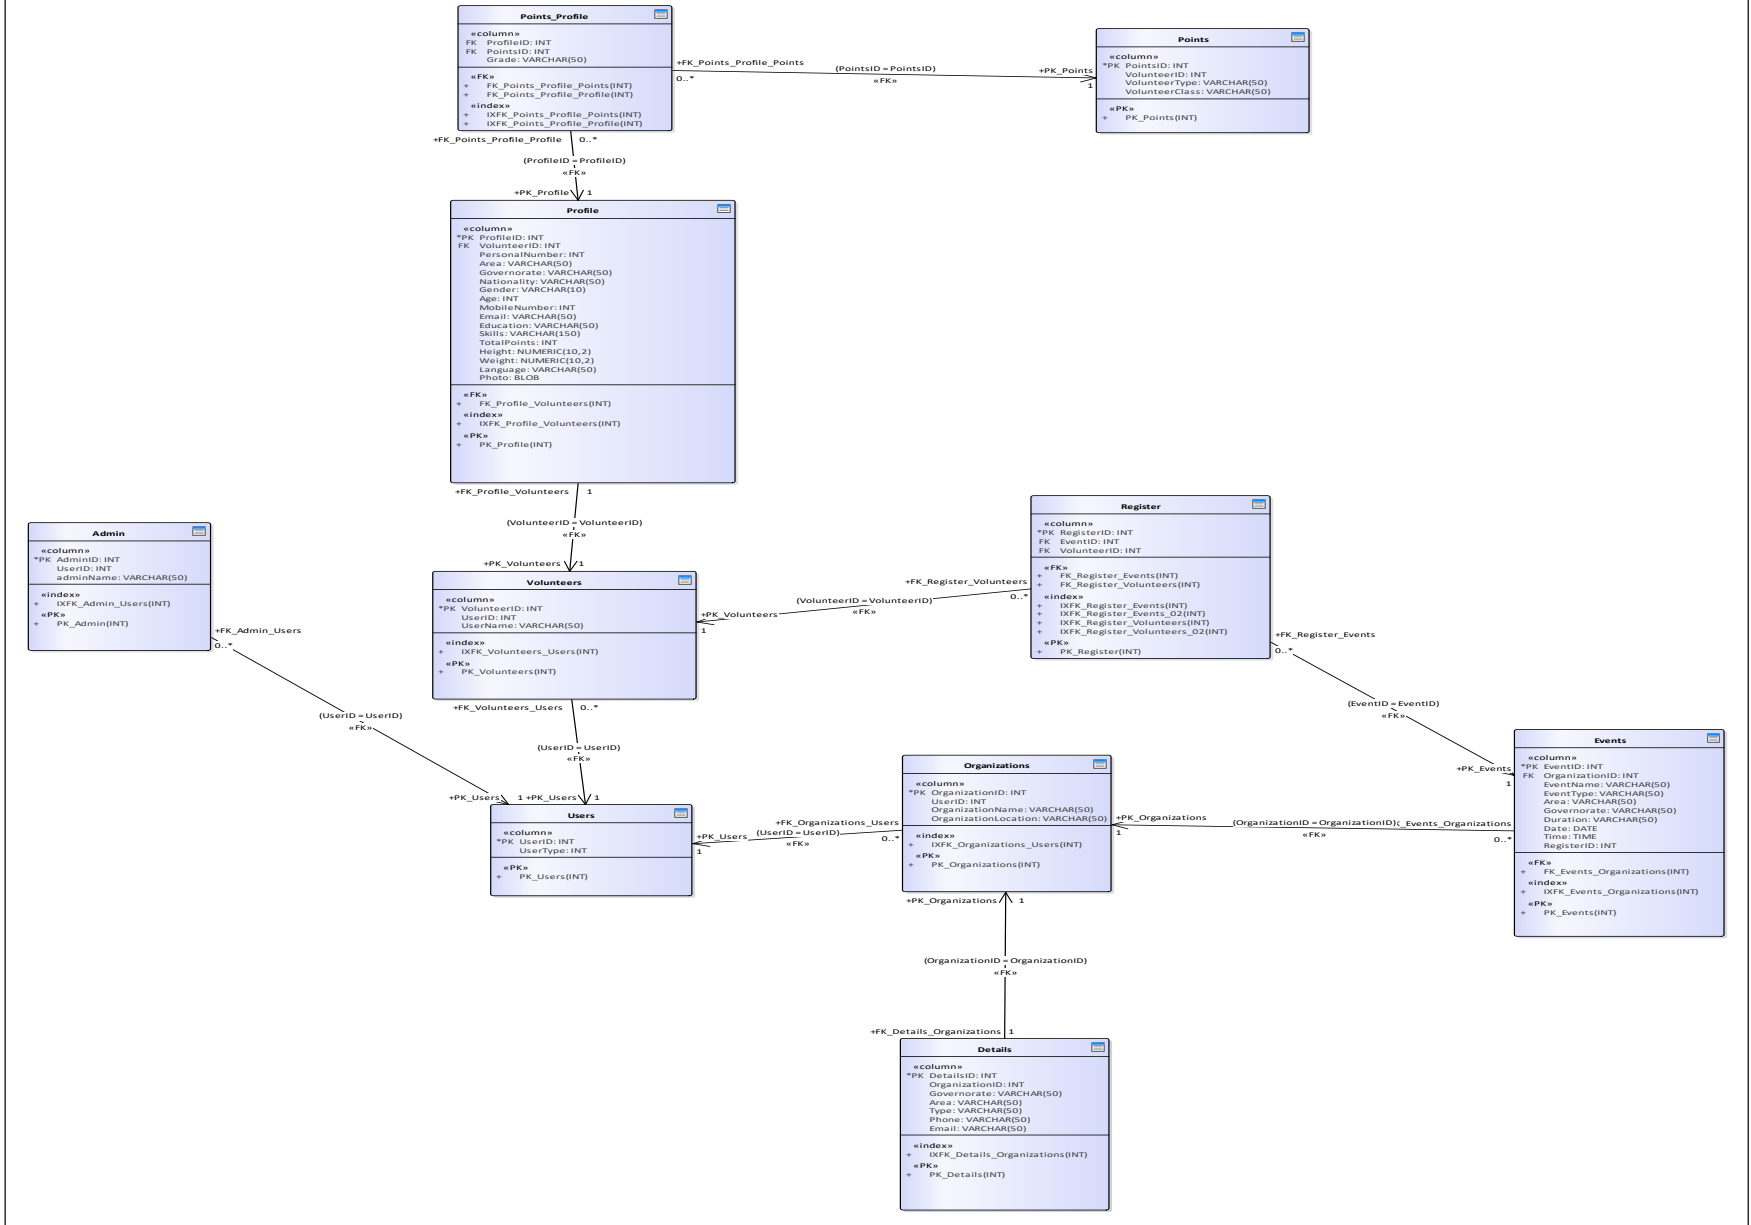 Points_Profile
«column»
FK ProfileID: INT
FK PointsID: INT
Grade: VARCHAR(50)
«FK»
+ FK_Points_Profile_Points(INT)
+ FK_Points_Profile_Profile(INT)
«index»
+ IXFK_Points_Profile_Points(INT)
+ IXFK_Points_Profile_Profile(INT)
+FK_Points_Profile_Points
0..*
(PointsID = PointsID)
«FK»
+PK_Points
1
Points
«column»
*PK PointsID: INT
VolunteerID: INT
VolunteerType: VARCHAR(50)
VolunteerClass: VARCHAR(50)
«PK»
+ PK_Points(INT)
+FK_Points_Profile_Profile 0..*
(ProfileID = ProfileID)
«FK»
+PK_Profile 1
Profile
«column»
*PK ProfileID: INT
FK VolunteerID: INT
PersonalNumber: INT
Area: VARCHAR(50)
Governorate: VARCHAR(50)
Nationality: VARCHAR(50)
Gender: VARCHAR(10)
Age: INT
MobileNumber: INT
Email: VARCHAR(50)
Education: VARCHAR(50)
Skills: VARCHAR(150)
TotalPoints: INT
Height: NUMERIC(10,2)
Weight: NUMERIC(10,2)
Language: VARCHAR(50)
Photo: BLOB
«FK»
+ FK_Profile_Volunteers(INT)
«index»
+ IXFK_Profile_Volunteers(INT)
«PK»
+ PK_Profile(INT)
+FK_Profile_Volunteers 1
(VolunteerID = VolunteerID)
«FK»
+PK_Volunteers 1
Admin
«column»
*PK AdminID: INT
UserID: INT
adminName: VARCHAR(50)
«index»
+ IXFK_Admin_Users(INT)
«PK»
+ PK_Admin(INT)
+FK_Admin_Users
0..*
(UserID = UserID)
«FK»
+PK_Users 1
Volunteers
«column»
*PK VolunteerID: INT
UserID: INT
UserName: VARCHAR(50)
«index»
+ IXFK_Volunteers_Users(INT)
«PK»
+ PK_Volunteers(INT)
Register
«column»
*PK RegisterID: INT
FK EventID: INT
FK VolunteerID: INT
«FK»
+ FK_Register_Events(INT)
+ FK_Register_Volunteers(INT)
«index»
+ IXFK_Register_Events(INT)
+ IXFK_Register_Events_02(INT)
+ IXFK_Register_Volunteers(INT)
+ IXFK_Register_Volunteers_02(INT)
«PK»
+ PK_Register(INT)
+FK_Register_Volunteers
0..*
(VolunteerID = VolunteerID)
«FK»
+PK_Volunteers
1
+FK_Register_Events
0..*
(EventID = EventID)
«FK»
+PK_Events
1
+FK_Volunteers_Users 0..*
(UserID = UserID)
«FK»
+PK_Users 1
Users
«column»
*PK UserID: INT
UserType: INT
«PK»
+ PK_Users(INT)
+PK_Users
1
(UserID = UserID)
«FK»
+FK_Organizations_Users
0..*
Organizations
«column»
*PK OrganizationID: INT
UserID: INT
OrganizationName: VARCHAR(50)
OrganizationLocation: VARCHAR(50)
«index»
+ IXFK_Organizations_Users(INT)
«PK»
+ PK_Organizations(INT)
+PK_Organizations
1
(OrganizationID = OrganizationID)
«FK»
_Events_Organizations
0..*
Events
«column»
*PK EventID: INT
FK OrganizationID: INT
EventName: VARCHAR(50)
EventType: VARCHAR(50)
Area: VARCHAR(50)
Governorate: VARCHAR(50)
Duration: VARCHAR(50)
Date: DATE
Time: TIME
RegisterID: INT
«FK»
+ FK_Events_Organizations(INT)
«index»
+ IXFK_Events_Organizations(INT)
«PK»
+ PK_Events(INT)
+PK_Organizations 1
(OrganizationID = OrganizationID)
«FK»
+FK_Details_Organizations 1
Details
«column»
*PK DetailsID: INT
OrganizationID: INT
Governorate: VARCHAR(50)
Area: VARCHAR(50)
Type: VARCHAR(50)
Phone: VARCHAR(50)
Email: VARCHAR(50)
«index»
+ IXFK_Details_Organizations(INT)
«PK»
+ PK_Details(INT)